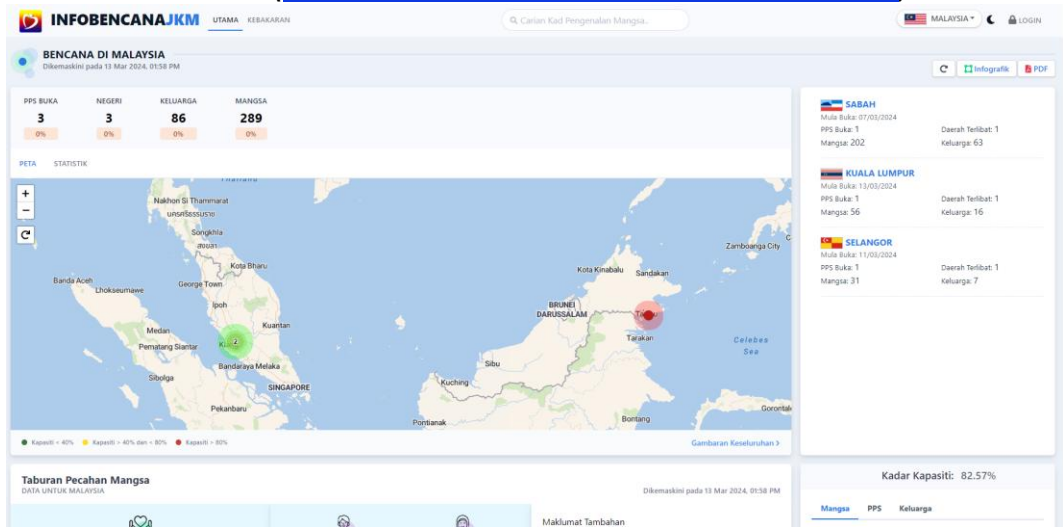 INFOBENCANAJKM UTAMA KEBAKARAN Carian Kad Pengenalan Mangsa.. MALAYSIA LOGIN
BENCANA DI MALAYSIA
Dikemaskini pada 13 Mar 2024, 01:58 PM
Infografik PDF
PPS BUKA NEGERI KELUARGA MANGSA
3 3 86 289
0% 0% 0% 0%
PETA STATISTIK
Thailand
+
−
Nakhon Si Thammarat
Songkhla
Kota Bharu
Banda Aceh
Lhokseumawe
George Town
Ipoh
Kuantan
Medan
Pematang Siantar
2
Bandaraya Melaka
Sibolga
SINGAPORE
Pekanbaru
Zamboanga City
Kota Kinabalu
Sandakan
BRUNEI
DARUSSALAM
Tarakan
Celebes
Sea
Sibu
Kuching
Pontianak
Bontang
Kapasiti < 40% Kapasiti > 40% dan < 80% Kapasiti > 80%
Gambaran Keseluruhan >
SABAH
Mula Buka: 07/03/2024
PPS Buka: 1 Daerah Terlibat: 1
Mangsa: 202 Keluarga: 63
KUALA LUMPUR
Mula Buka: 13/03/2024
PPS Buka: 1 Daerah Terlibat: 1
Mangsa: 56 Keluarga: 16
SELANGOR
Mula Buka: 11/03/2024
PPS Buka: 1 Daerah Terlibat: 1
Mangsa: 31 Keluarga: 7
Taburan Pecahan Mangsa
DATA UNTUK MALAYSIA
Dikemaskini pada 13 Mar 2024, 01:58 PM
Maklumat Tambahan
Kadar Kapasiti: 82.57%
Mangsa PPS Keluarga